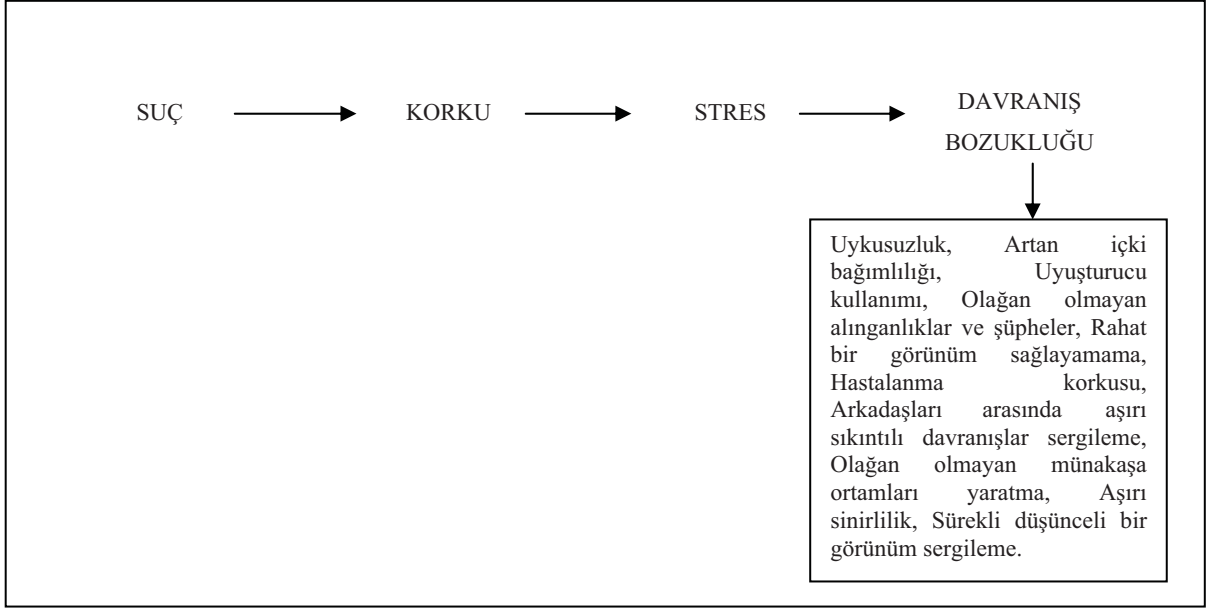 SUÇ KORKU STRES DAVRANIŞ
BOZUKLUĞU
Uykusuzluk, Artan içki
bağımlılığı, Uyuşturucu
kullanımı, Olağan olmayan
alınganlıklar ve şüpheler, Rahat
bir görünüm sağlayamama,
Hastalanma korkusu,
Arkadaşları arasında aşırı
sıkıntılı davranışlar sergileme,
Olağan olmayan münakaşa
ortamları yaratma, Aşırı
sinirlilik, Sürekli düşünceli bir
görünüm sergileme.